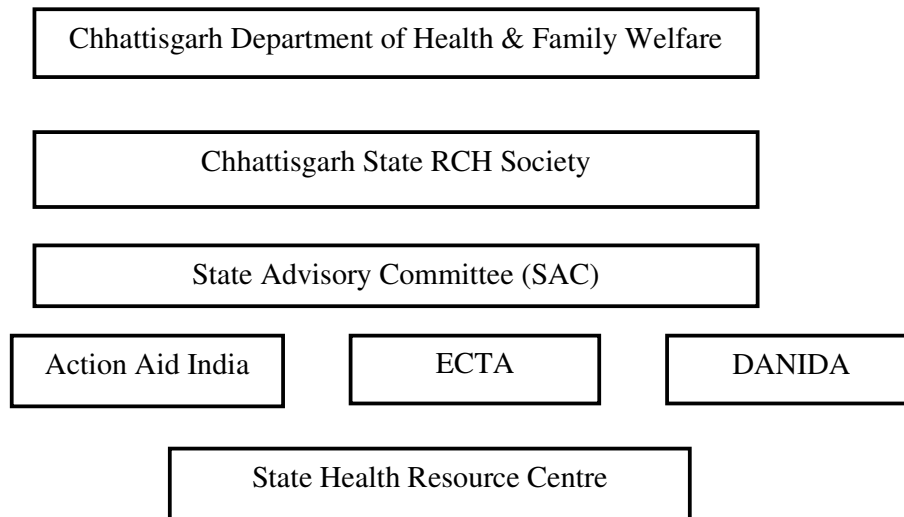 Chhattisgarh Department of Health & Family Welfare
Chhattisgarh State RCH Society
State Advisory Committee (SAC)
Action Aid India
ECTA
DANIDA
State Health Resource Centre